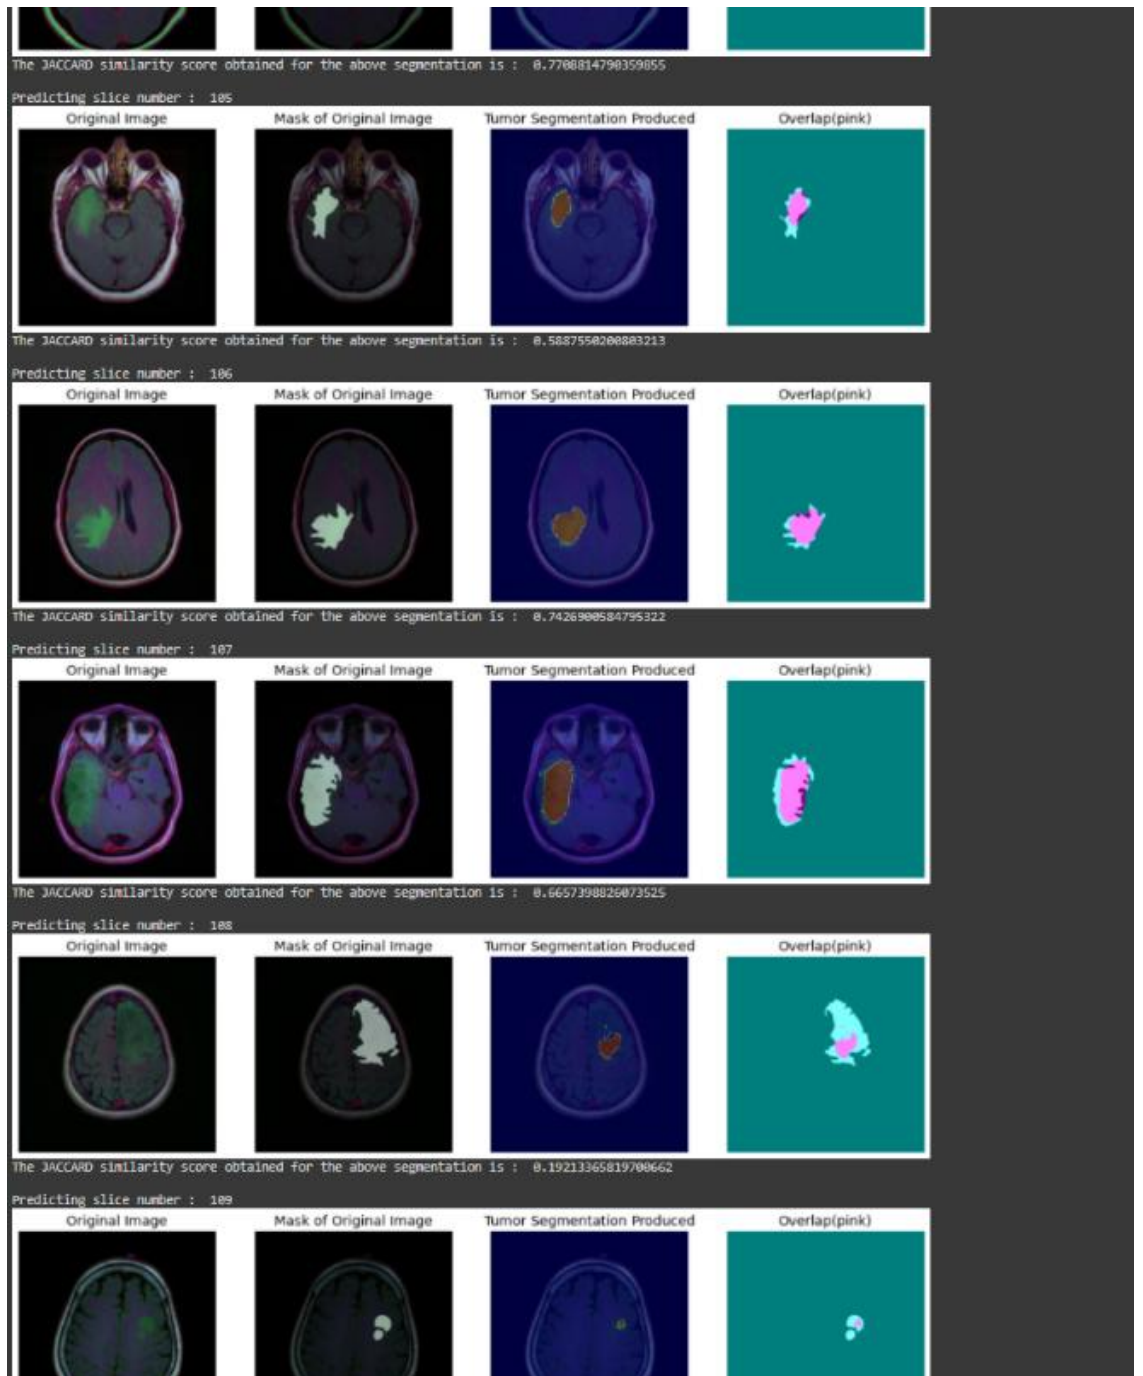 The JACCARD similarity score obtained for the above segmentation is : 0.7708814790359855
Predicting slice number : 105
Original Image Mask of Original Image Tumor Segmentation Produced Overlap(pink)
The JACCARD similarity score obtained for the above segmentation is : 0.5887550200803213
Predicting slice number : 106
Original Image Mask of Original Image Tumor Segmentation Produced Overlap(pink)
The JACCARD similarity score obtained for the above segmentation is : 0.7426900584795322
Predicting slice number : 107
Original Image Mask of Original Image Tumor Segmentation Produced Overlap(pink)
The JACCARD similarity score obtained for the above segmentation is : 0.6657398826073525
Predicting slice number : 108
Original Image Mask of Original Image Tumor Segmentation Produced Overlap(pink)
The JACCARD similarity score obtained for the above segmentation is : 0.19213365819700662
Predicting slice number : 109
Original Image Mask of Original Image Tumor Segmentation Produced Overlap(pink)